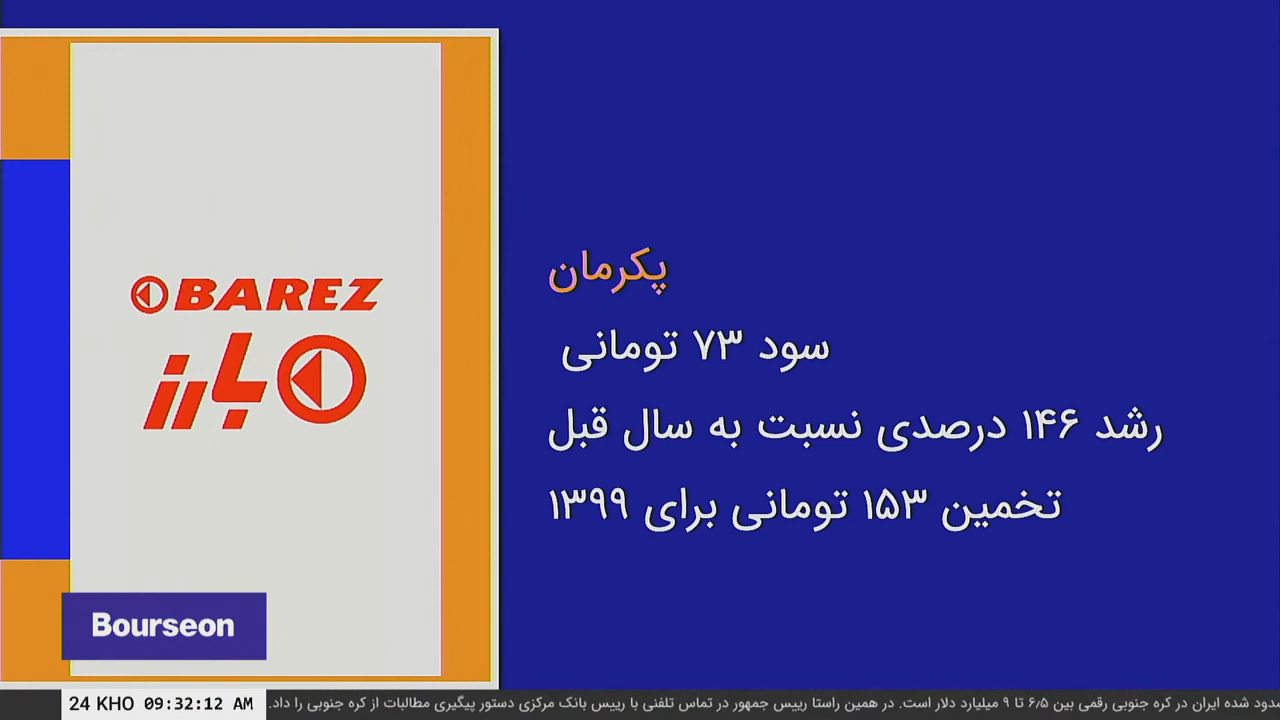 BAREZ
بارز
پکرمان
سود ۷۳ تومانی
رشد ۱۴۶ درصدی نسبت به سال قبل
تخمین ۱۵۳ تومانی برای ۱۳۹۹
Bourseon
24 KHO 09:32:12 AM
شده ایران در کره جنوبی رقمی بین ۶/۵ تا ۹ میلیارد دلار است. در همین راستا رییس جمهور در تماس تلفنی با رییس بانک مرکزی دستور پیگیری مطالبات از کره جنوبی را داد.